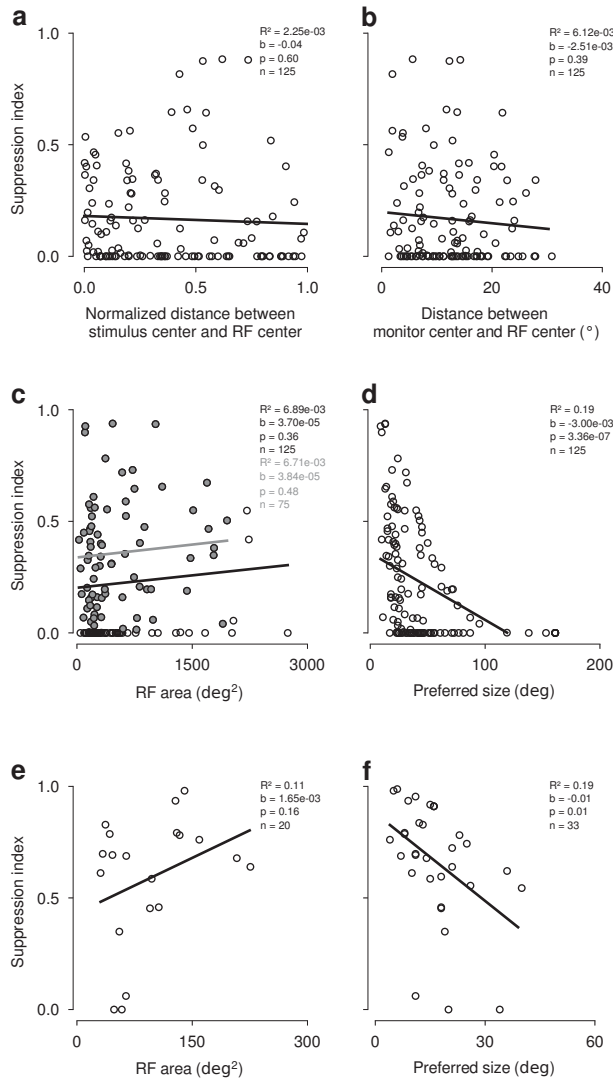 a
R² = 2.25e-03
b = -0.04
p = 0.60
n = 125
1.0
0.5
0.0
Suppression index
0.0
0.5
1.0
Normalized distance between
stimulus center and RF center
b
R² = 6.12e-03
b = -2.51e-03
p = 0.39
n = 125
0
20
40
Distance between
monitor center and RF center (°)
c
R² = 6.89e-03
b = 3.70e-05
p = 0.36
n = 125
R² = 6.71e-03
b = 3.84e-05
p = 0.48
n = 75
1.0
0.5
0.0
Suppression index
0
1500
3000
RF area (deg²)
d
R² = 0.19
b = -3.00e-03
p = 3.36e-07
n = 125
0
100
200
Preferred size (deg)
e
R² = 0.11
b = 1.65e-03
p = 0.16
n = 20
1.0
0.5
0.0
Suppression index
0
150
300
RF area (deg²)
f
R² = 0.19
b = -0.01
p = 0.01
n = 33
0
30
60
Preferred size (deg)